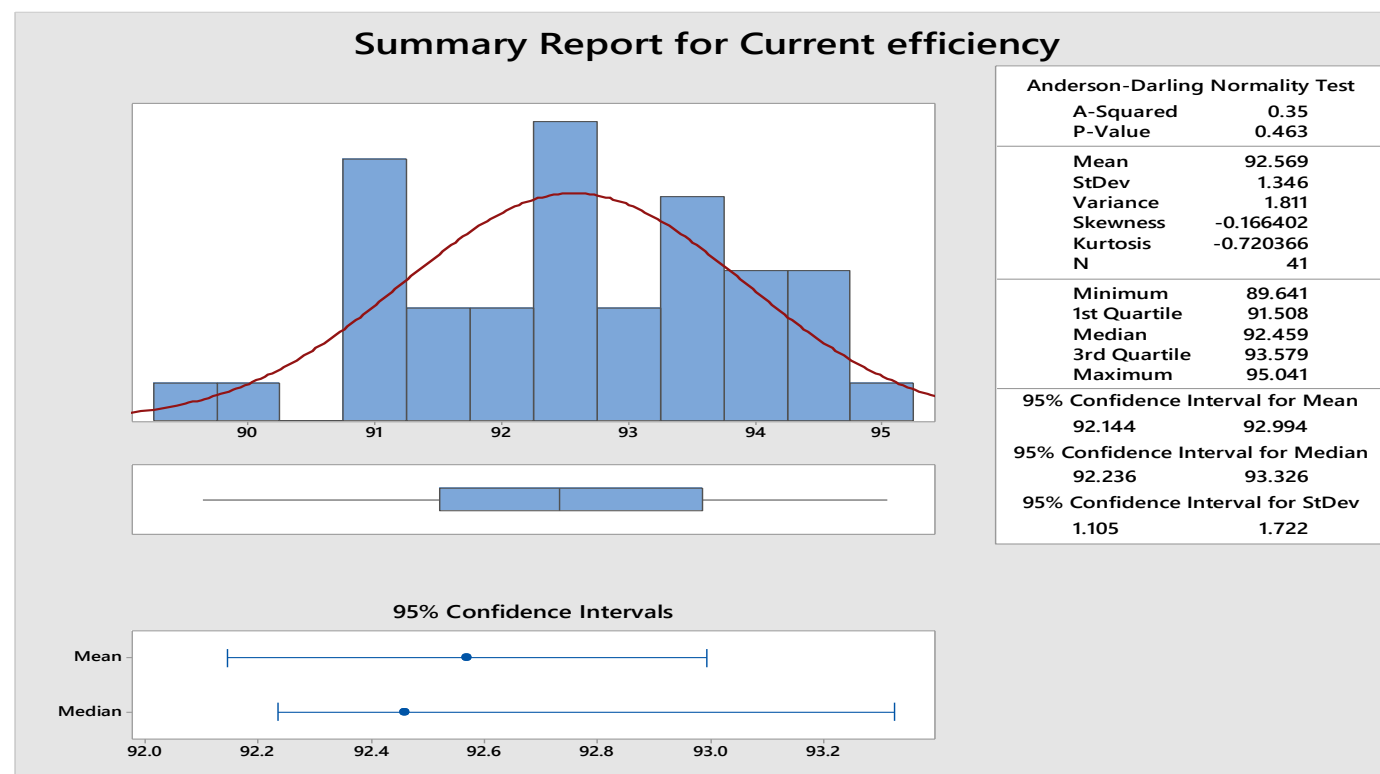 Summary Report for Current efficiency
90 91 92 93 94 95
Anderson-Darling Normality Test
A-Squared 0.35
P-Value 0.463
Mean 92.569
StDev 1.346
Variance 1.811
Skewness -0.166402
Kurtosis -0.720366
N 41
Minimum 89.641
1st Quartile 91.508
Median 92.459
3rd Quartile 93.579
Maximum 95.041
95% Confidence Interval for Mean
92.144 92.994
95% Confidence Interval for Median
92.236 93.326
95% Confidence Interval for StDev
1.105 1.722
95% Confidence Intervals
Mean
Median
92.0 92.2 92.4 92.6 92.8 93.0 93.2